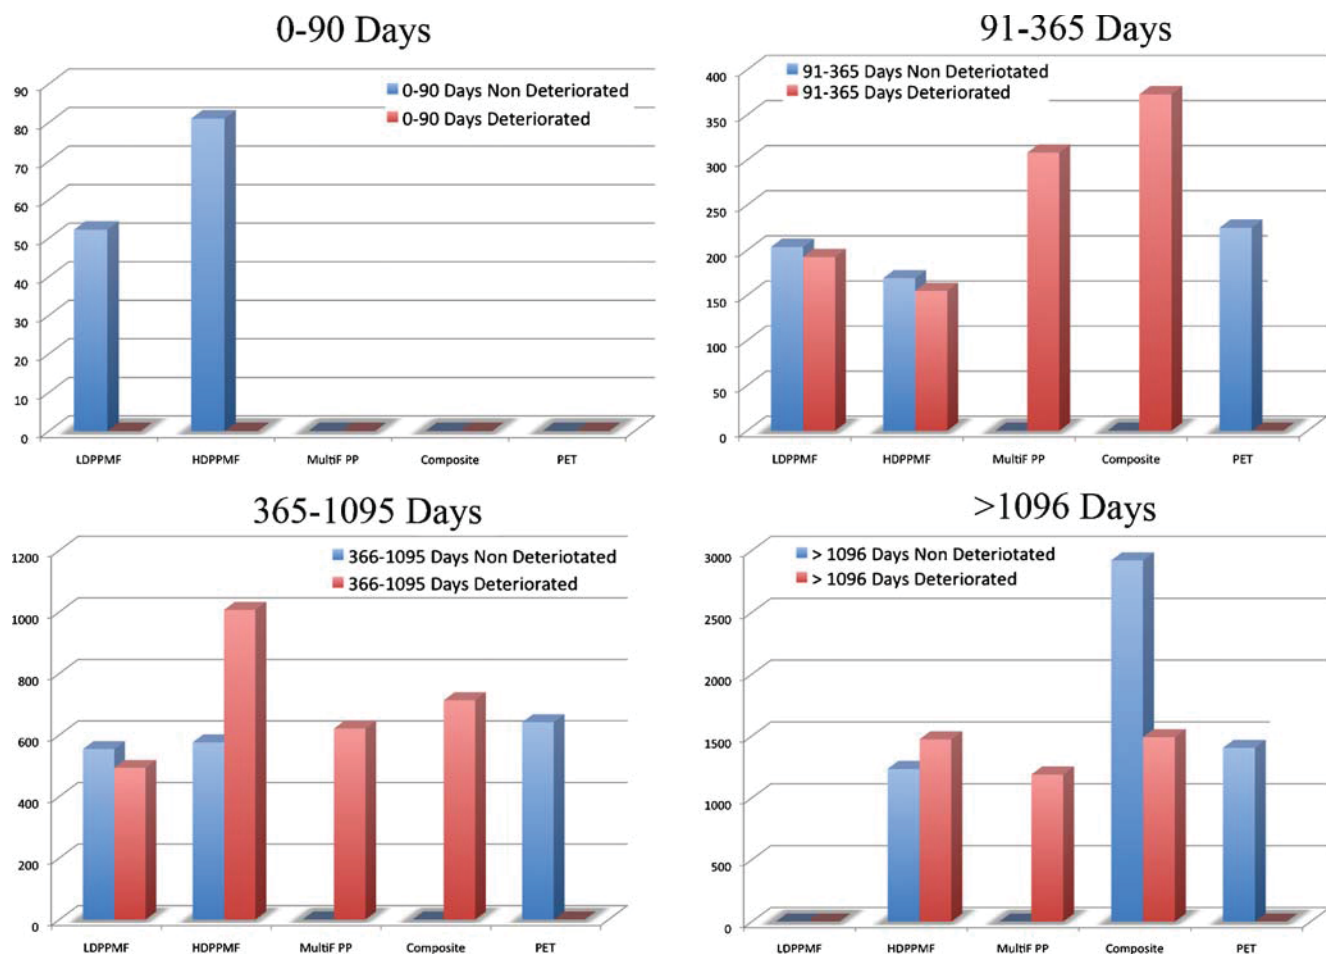 0-90 Days
90
80
70
60
50
40
30
20
10
0
0-90 Days Non Deteriorated
0-90 Days Deteriorated
LDPPMF HDPPMF MultiF PP Composite PET
91-365 Days
400
350
300
250
200
150
100
50
0
91-365 Days Non Deteriotated
91-365 Days Deteriorated
LDPPMF HDPPMF MultiF PP Composite PET
365-1095 Days
1200
1000
800
600
400
200
0
366-1095 Days Non Deteriotated
366-1095 Days Deteriorated
LDPPMF HDPPMF MultiF PP Composite PET
>1096 Days
3000
2500
2000
1500
1000
500
0
> 1096 Days Non Deteriotated
> 1096 Days Deteriorated
LDPPMF HDPPMF MultiF PP Composite PET